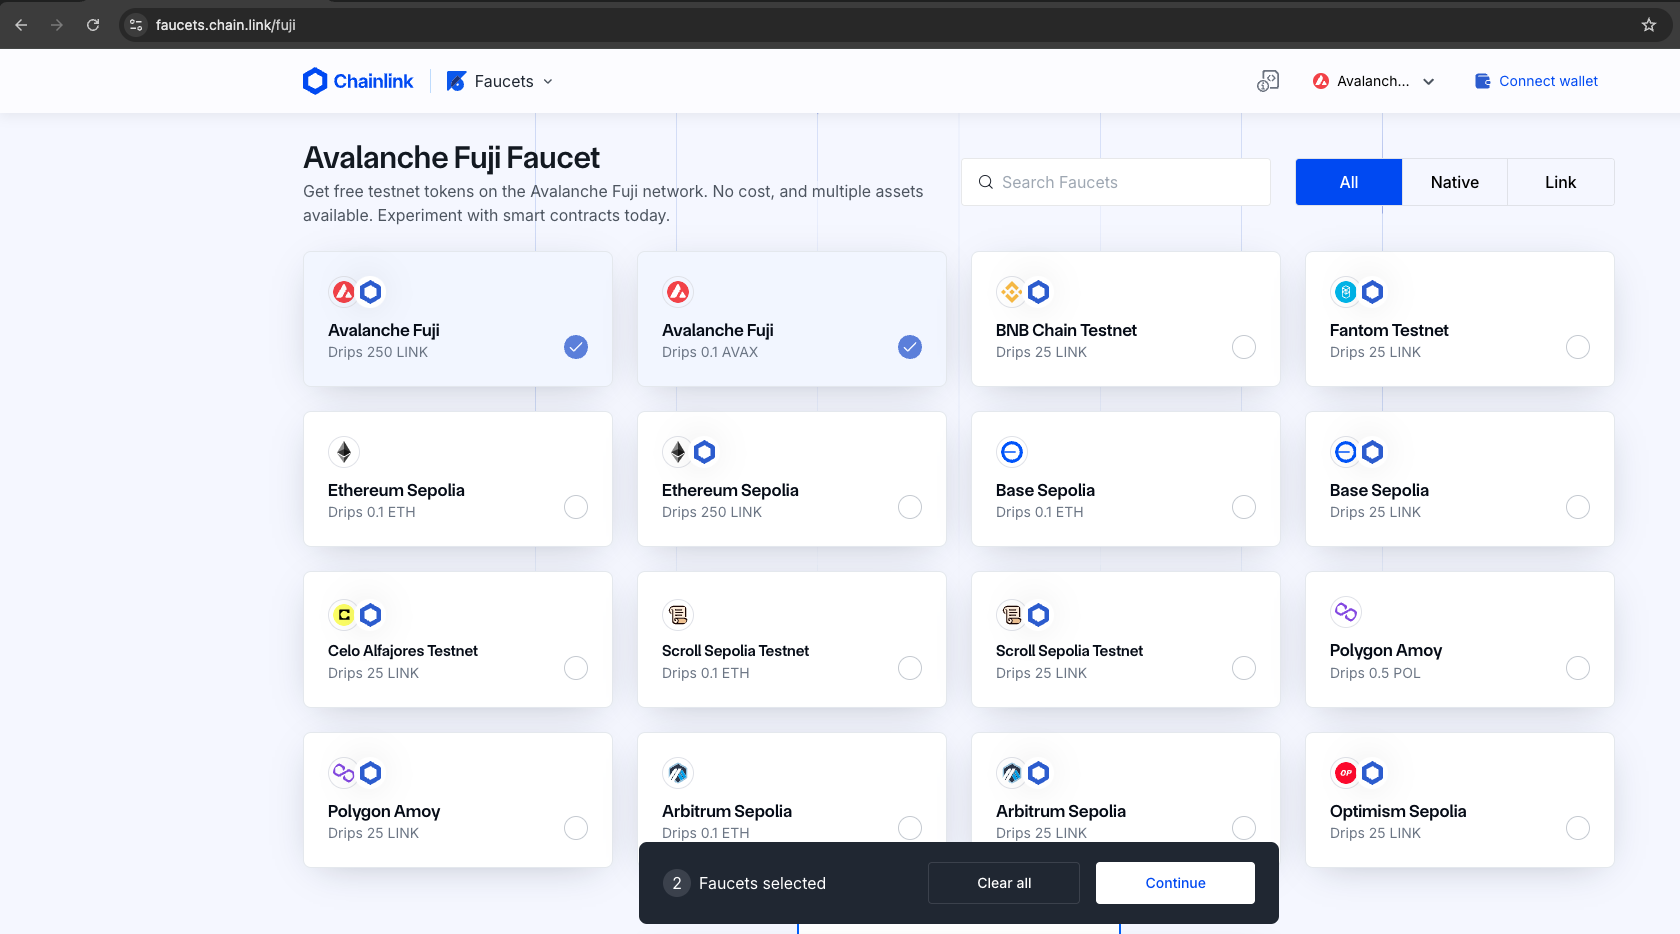 faucets.chain.link/fuji
Chainlink
Faucets
Avalanch...
Connect wallet
Avalanche Fuji Faucet
Get free testnet tokens on the Avalanche Fuji network. No cost, and multiple assets
available. Experiment with smart contracts today.
Search Faucets
All
Native
Link
Avalanche Fuji
Drips 250 LINK
Avalanche Fuji
Drips 0.1 AVAX
BNB Chain Testnet
Drips 25 LINK
Fantom Testnet
Drips 25 LINK
Ethereum Sepolia
Drips 0.1 ETH
Ethereum Sepolia
Drips 250 LINK
Base Sepolia
Drips 0.1 ETH
Base Sepolia
Drips 25 LINK
Celo Alfajores Testnet
Drips 25 LINK
Scroll Sepolia Testnet
Drips 0.1 ETH
Scroll Sepolia Testnet
Drips 25 LINK
Polygon Amoy
Drips 0.5 POL
Polygon Amoy
Drips 25 LINK
Arbitrum Sepolia
Drips 0.1 ETH
Arbitrum Sepolia
Drips 25 LINK
OP
Optimism Sepolia
Drips 25 LINK
2 Faucets selected
Clear all
Continue